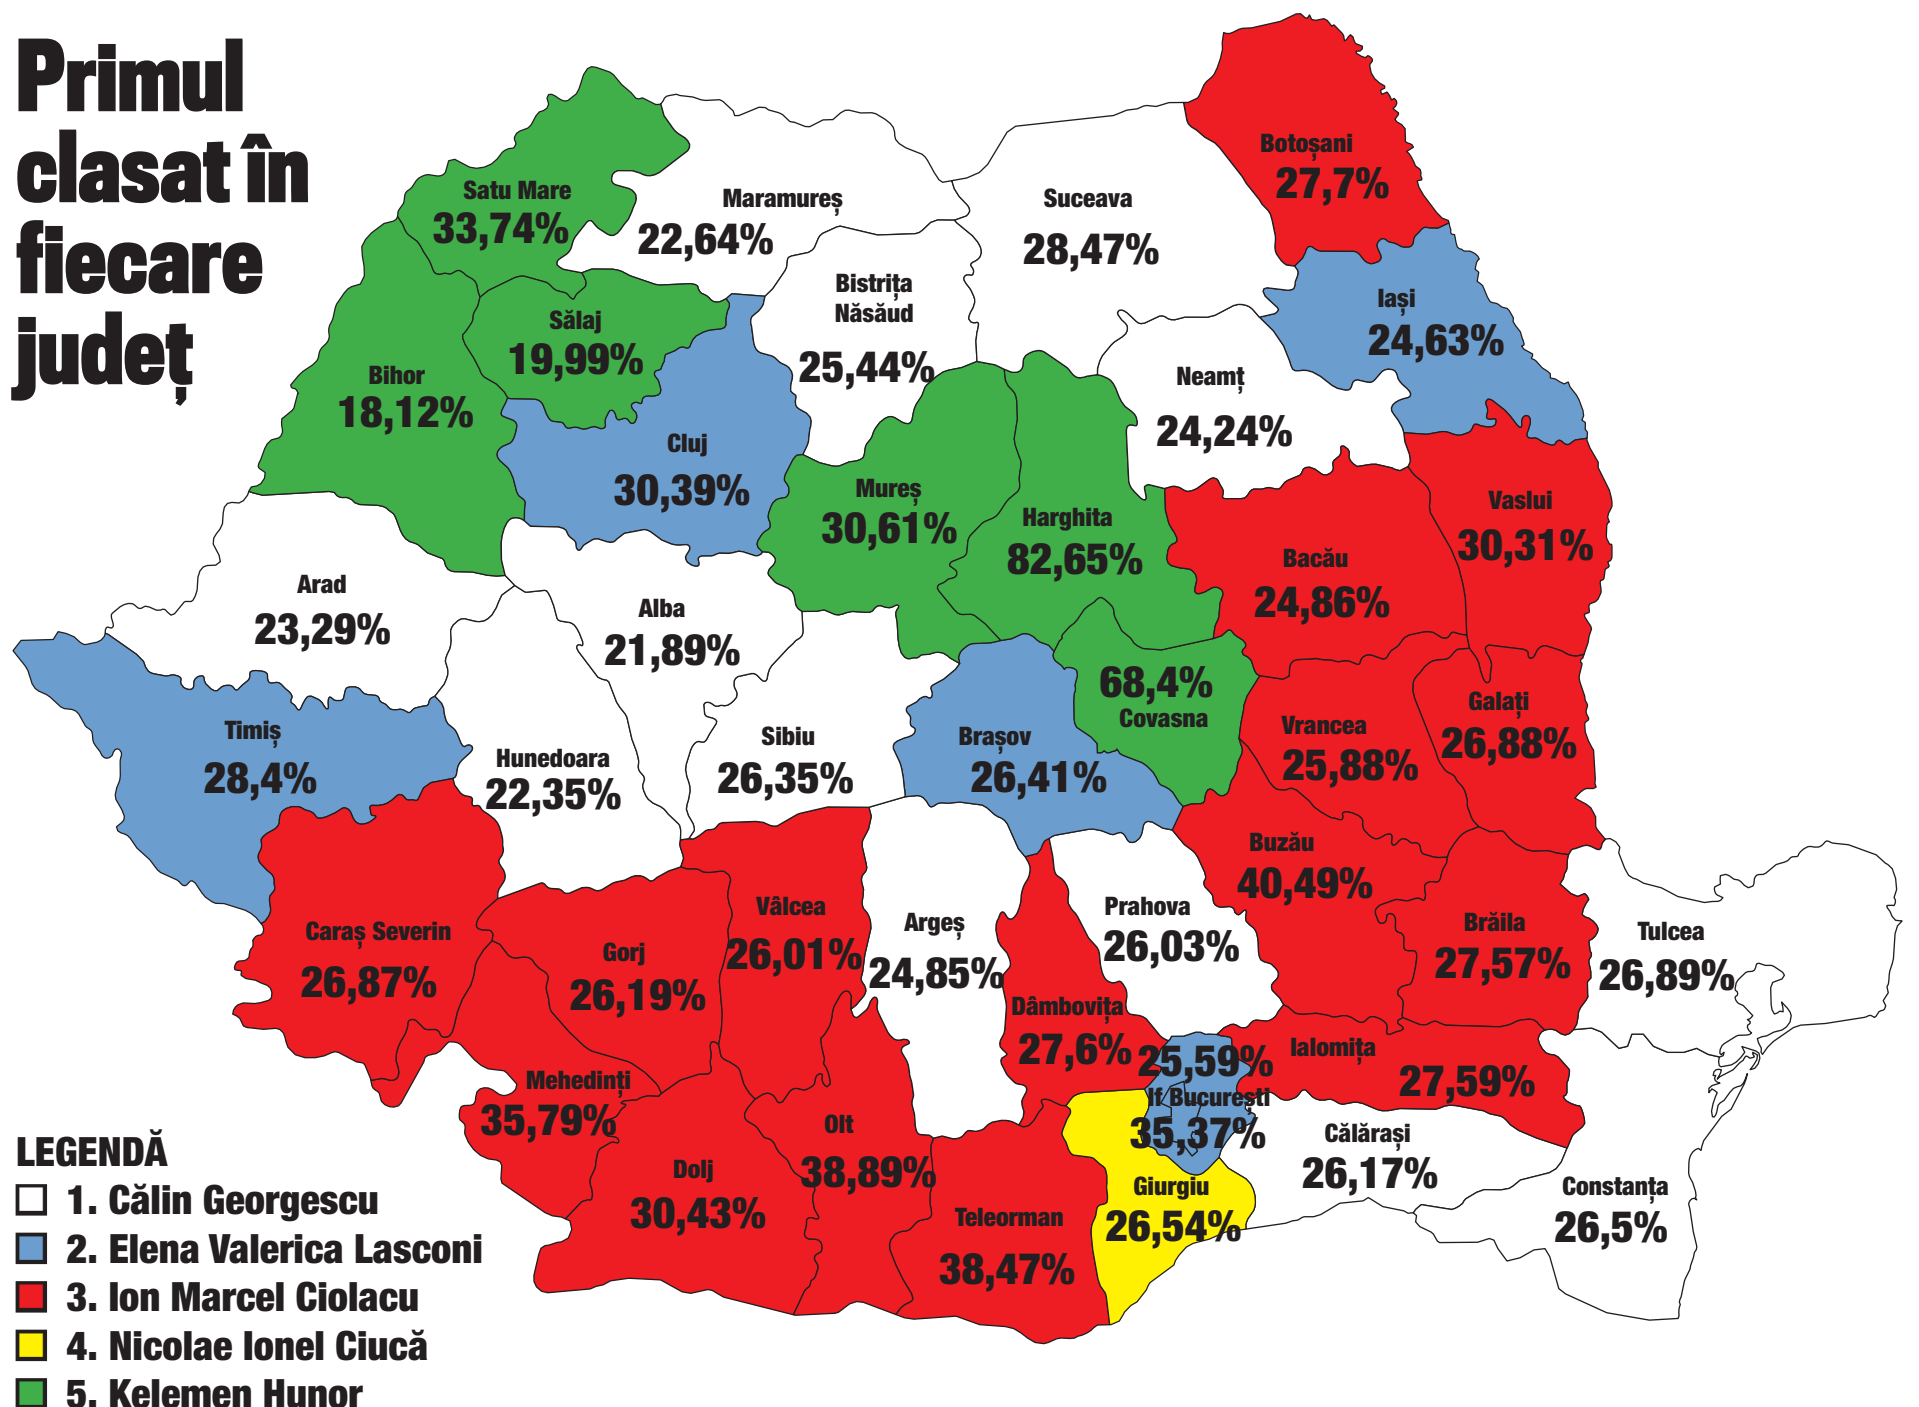 Primul
clasat în
fiecare
județ
Botoșani
27,7%
Satu Mare
33,74%
Maramureș
22,64%
Suceava
28,47%
Bistrița
Năsăud
25,44%
Iași
24,63%
Sălaj
19,99%
Bihor
18,12%
Neamț
24,24%
Cluj
30,39%
Mureș
30,61%
Harghita
82,65%
Vaslui
30,31%
Bacău
24,86%
Arad
23,29%
Alba
21,89%
68,4%
Covasna
Timiș
28,4%
Hunedoara
22,35%
Sibiu
26,35%
Brașov
26,41%
Vrancea
25,88%
Galați
26,88%
Buzău
40,49%
Caraș Severin
26,87%
Gorj
26,19%
Vâlcea
26,01%
Argeș
24,85%
Prahova
26,03%
Brăila
27,57%
Tulcea
26,89%
Dâmbovița
27,6%
25,59%
If București
35,37%
Ialomița
27,59%
Mehedinți
35,79%
Dolj
30,43%
Olt
38,89%
Teleorman
38,47%
Giurgiu
26,54%
Călărași
26,17%
Constanța
26,5%
LEGENDĂ
1. Călin Georgescu
2. Elena Valerica Lasconi
3. Ion Marcel Ciolacu
4. Nicolae Ionel Ciucă
5. Kelemen Hunor